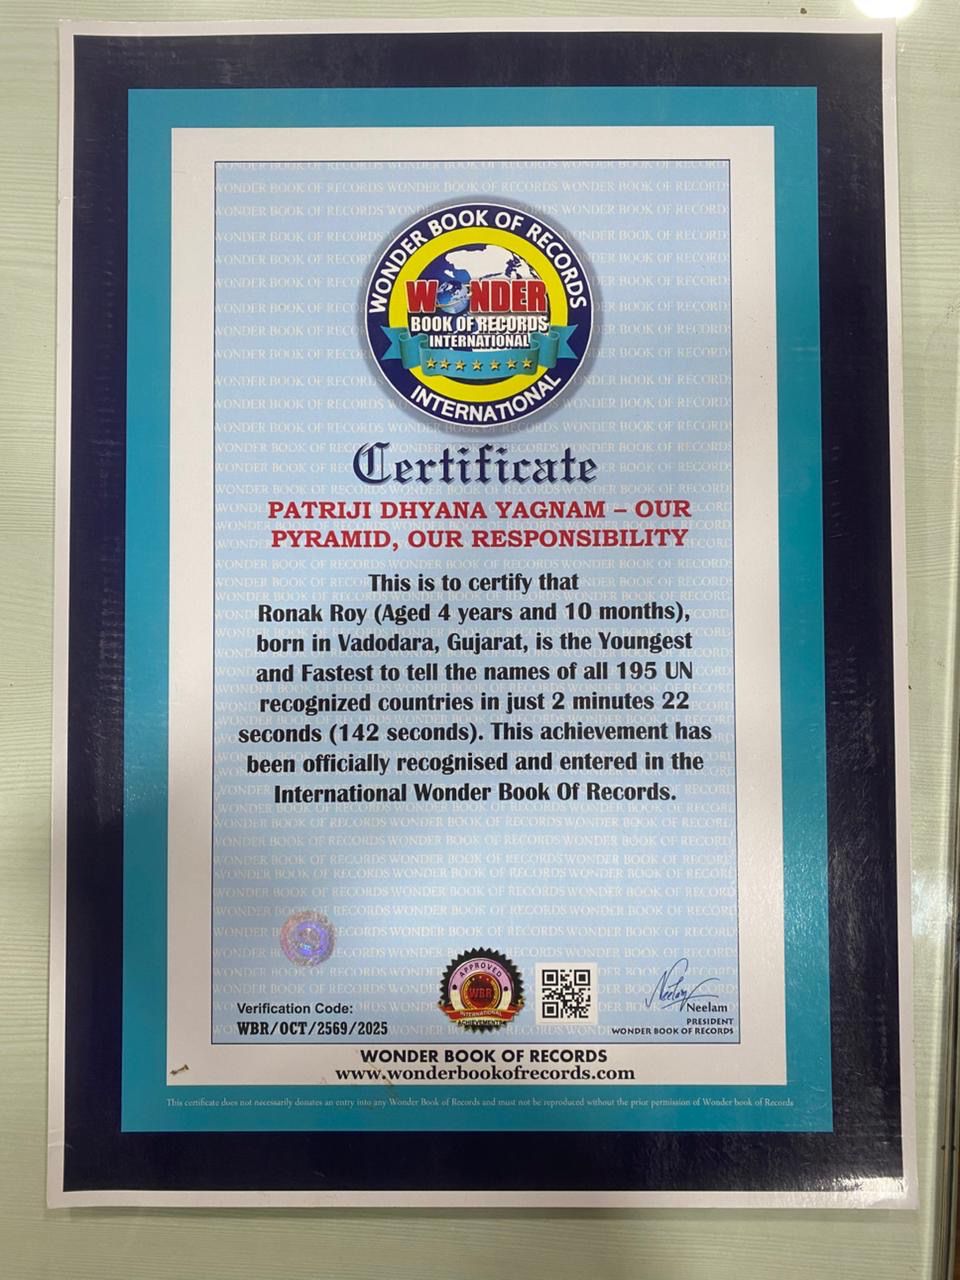 WONDER BOOK OF RECORDS
WONDER
BOOK OF RECORDS
INTERNATIONAL
INTERNATIONAL
Certificate
PATRIJI DHYANA YAGNAM – OUR
PYRAMID, OUR RESPONSIBILITY
This is to certify that
Ronak Roy (Aged 4 years and 10 months),
born in Vadodara, Gujarat, is the Youngest
and Fastest to tell the names of all 195 UN
recognized countries in just 2 minutes 22
seconds (142 seconds). This achievement has
been officially recognised and entered in the
International Wonder Book Of Records.
APPROVED
WBR
INTERNATIONAL
ACHIEVEMENTS
Verification Code:
WBR/OCT/2569/2025
Neelam
Neelam
PRESIDENT
WONDER BOOK OF RECORDS
WONDER BOOK OF RECORDS
www.wonderbookofrecords.com
This certificate does not necessarily donates an entry into any Wonder Book of Records and must not be reproduced without the prior permission of Wonder book of Records